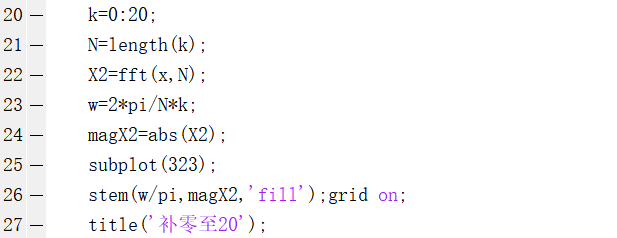 20 — k=0:20;
21 — N=length(k);
22 — X2=fft(x,N);
23 — w=2*pi/N*k;
24 — magX2=abs(X2);
25 — subplot(323);
26 — stem(w/pi,magX2,'fill');grid on;
27 — title('补零至20');